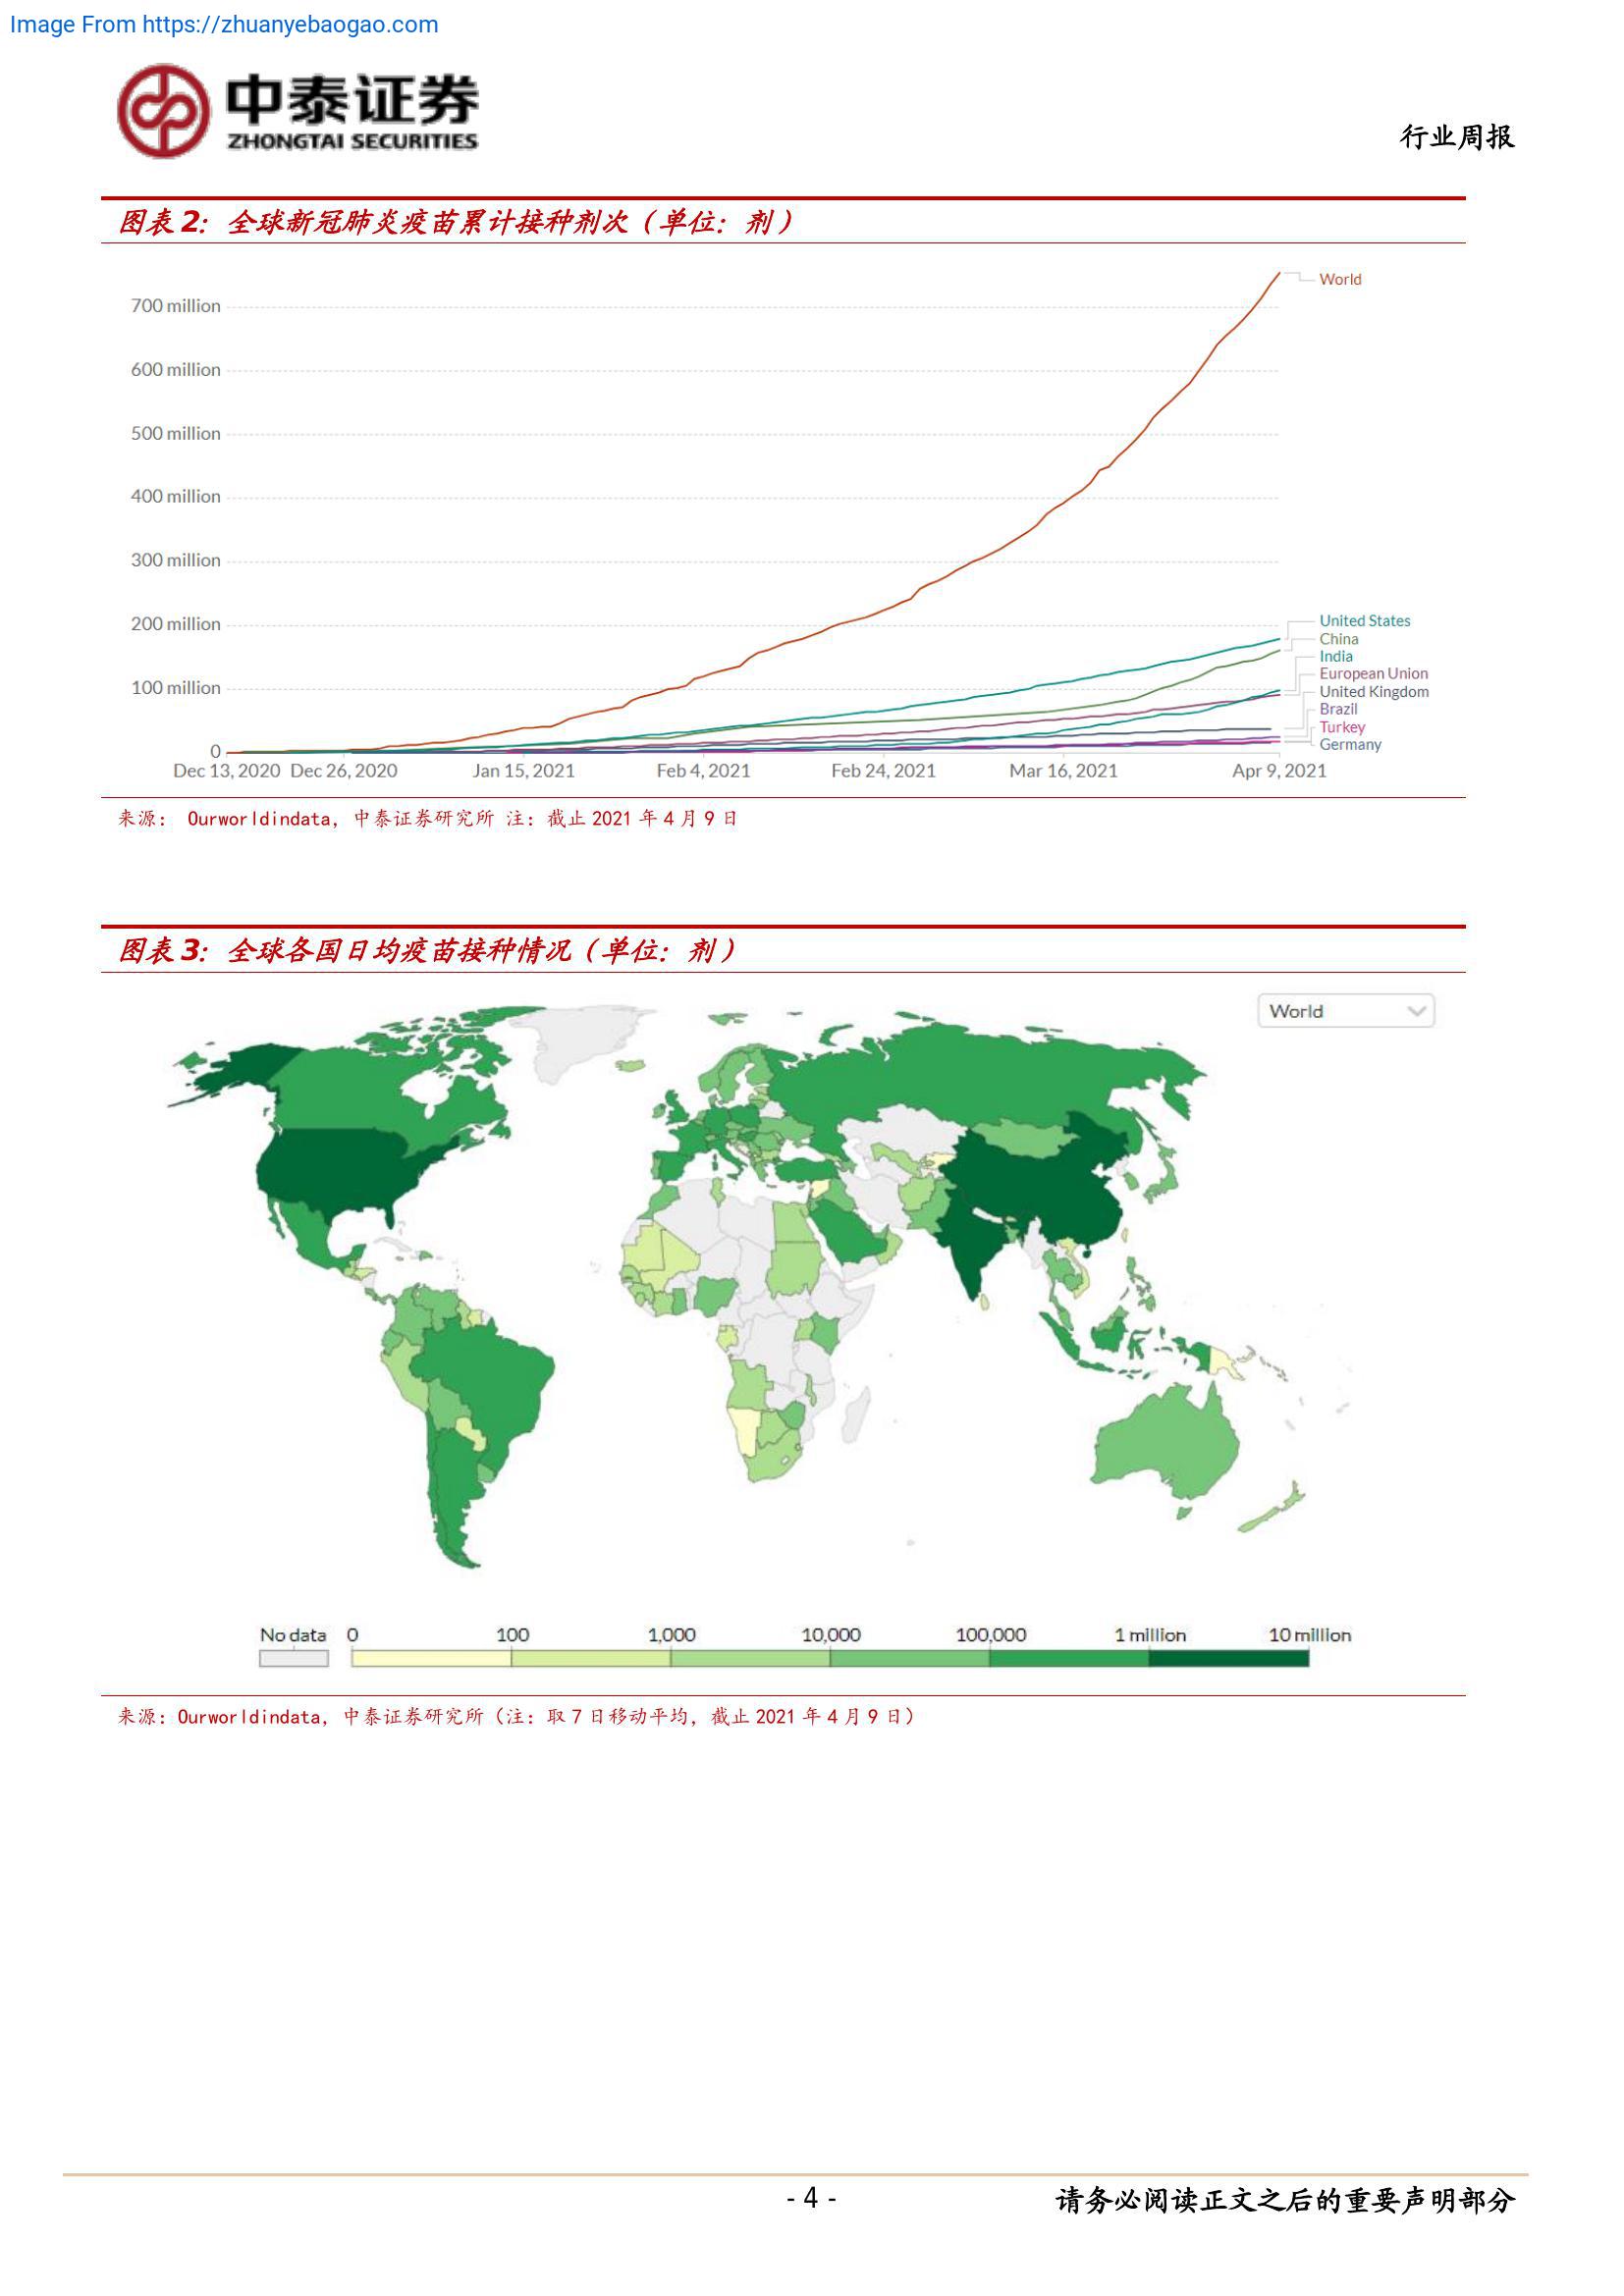 Image From https://zhuanyebaogao.com
中泰证券
ZHONGTAI SECURITIES
行业周报
图表2：全球新冠肺炎疫苗累计接种剂次（单位：剂）
700 million
600 million
500 million
400 million
300 million
200 million
100 million
0
World
United States
China
India
European Union
United Kingdom
Brazil
Turkey
Germany
Dec 13, 2020 Dec 26, 2020 Jan 15, 2021 Feb 4, 2021 Feb 24, 2021 Mar 16, 2021 Apr 9, 2021
来源： Ourworldindata，中泰证券研究所 注：截止 2021 年 4 月 9 日
图表3：全球各国日均疫苗接种情况（单位：剂）
World
No data 0 100 1,000 10,000 100,000 1 million 10 million
来源：Ourworldindata，中泰证券研究所（注：取 7 日移动平均，截止 2021 年 4 月 9 日）
- 4 -
请务必阅读正文之后的重要声明部分